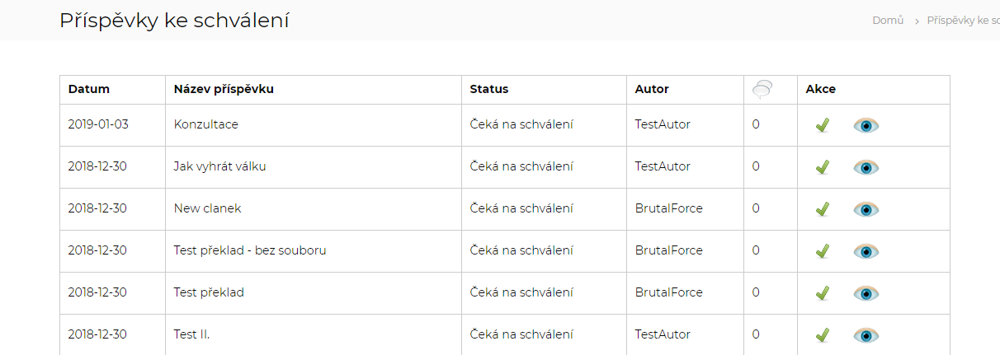 Příspěvky ke schválení
Domů > Příspěvky ke
Datum Název příspěvku Status Autor Akce
2019-01-03 Konzultace Čeká na schválení TestAutor 0
2018-12-30 Jak vyhrát válku Čeká na schválení TestAutor 0
2018-12-30 New clanek Čeká na schválení BrutalForce 0
2018-12-30 Test překlad - bez souboru Čeká na schválení BrutalForce 0
2018-12-30 Test překlad Čeká na schválení BrutalForce 0
2018-12-30 Test II. Čeká na schválení TestAutor 0